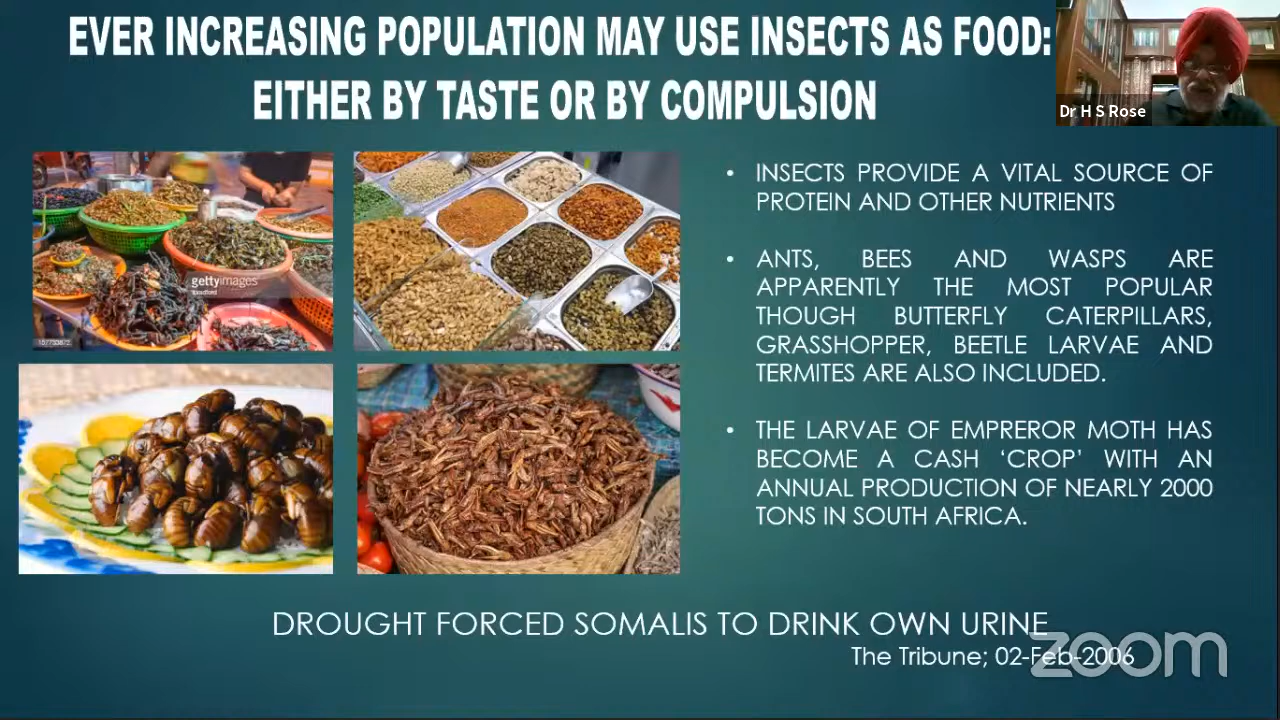 EVER INCREASING POPULATION MAY USE INSECTS AS FOOD:
EITHER BY TASTE OR BY COMPULSION
Dr H S Rose
• INSECTS PROVIDE A VITAL SOURCE OF
PROTEIN AND OTHER NUTRIENTS
• ANTS, BEES AND WASPS ARE
APPARENTLY THE MOST POPULAR
THOUGH BUTTERFLY CATERPILLARS,
GRASSHOPPER, BEETLE LARVAE AND
TERMITES ARE ALSO INCLUDED.
• THE LARVAE OF EMPREROR MOTH HAS
BECOME A CASH ‘CROP’ WITH AN
ANNUAL PRODUCTION OF NEARLY 2000
TONS IN SOUTH AFRICA.
gettyimages
DROUGHT FORCED SOMALIS TO DRINK OWN URINE
The Tribune; 02-Feb-2006
zoom